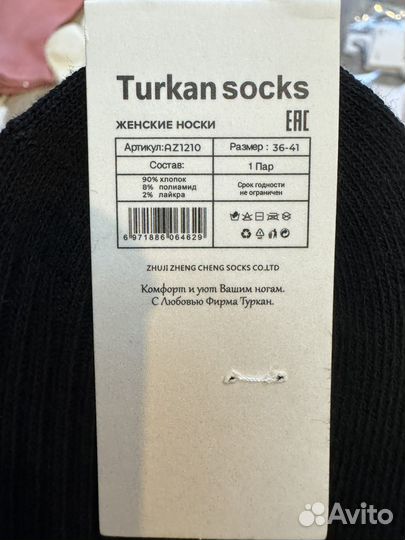 Turkan socks
ЖЕНСКИЕ НОСКИ
EAC
Артикул:AZ1210
Размер : 36-41
Состав:
1 Пар
90% хлопок
8% полиамид
2% лайкра
Срок годности
не ограничен
6 971886 064629
ZHUJI ZHENG CHENG SOCKS CO.LTD
Комфорт и уют Вашим ногам.
С Любовью Фирма Туркан.
Avito